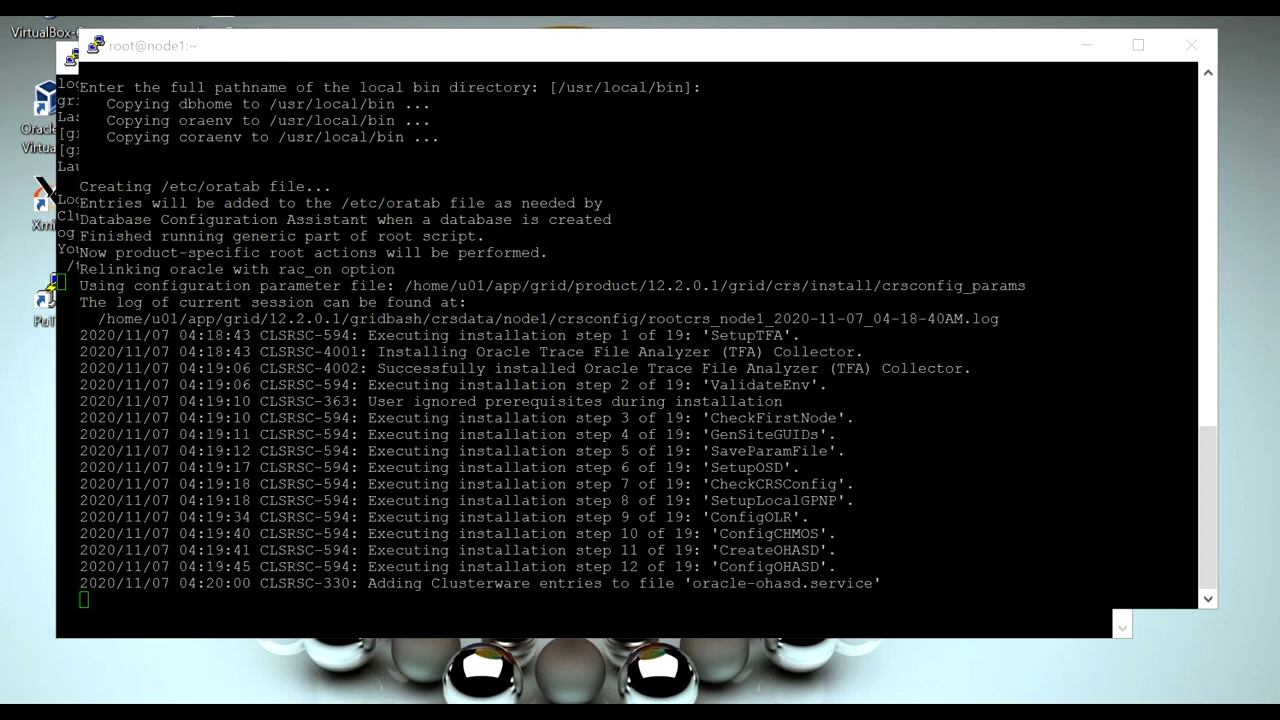 VirtualBox-
root@node1:~
Enter the full pathname of the local bin directory: [/usr/local/bin]:
Copying dbhome to /usr/local/bin ...
Copying oraenv to /usr/local/bin ...
Copying coraenv to /usr/local/bin ...
Creating /etc/oratab file...
Entries will be added to the /etc/oratab file as needed by
Database Configuration Assistant when a database is created
Finished running generic part of root script.
Now product-specific root actions will be performed.
Relinking oracle with rac_on option
Using configuration parameter file: /home/u01/app/grid/product/12.2.0.1/grid/crs/install/crsconfig_params
The log of current session can be found at:
/home/u01/app/grid/12.2.0.1/gridbash/crsdata/node1/crsconfig/rootcrs_node1_2020-11-07_04-18-40AM.log
2020/11/07 04:18:43 CLSRSC-594: Executing installation step 1 of 19: 'SetupTFA'.
2020/11/07 04:18:43 CLSRSC-4001: Installing Oracle Trace File Analyzer (TFA) Collector.
2020/11/07 04:19:06 CLSRSC-4002: Successfully installed Oracle Trace File Analyzer (TFA) Collector.
2020/11/07 04:19:06 CLSRSC-594: Executing installation step 2 of 19: 'ValidateEnv'.
2020/11/07 04:19:10 CLSRSC-363: User ignored prerequisites during installation
2020/11/07 04:19:10 CLSRSC-594: Executing installation step 3 of 19: 'CheckFirstNode'.
2020/11/07 04:19:11 CLSRSC-594: Executing installation step 4 of 19: 'GenSiteGUIDs'.
2020/11/07 04:19:12 CLSRSC-594: Executing installation step 5 of 19: 'SaveParamFile'.
2020/11/07 04:19:17 CLSRSC-594: Executing installation step 6 of 19: 'SetupOSD'.
2020/11/07 04:19:18 CLSRSC-594: Executing installation step 7 of 19: 'CheckCRSConfig'.
2020/11/07 04:19:18 CLSRSC-594: Executing installation step 8 of 19: 'SetupLocalGPNP'.
2020/11/07 04:19:34 CLSRSC-594: Executing installation step 9 of 19: 'ConfigOLR'.
2020/11/07 04:19:40 CLSRSC-594: Executing installation step 10 of 19: 'ConfigCHMOS'.
2020/11/07 04:19:41 CLSRSC-594: Executing installation step 11 of 19: 'CreateOHASD'.
2020/11/07 04:19:45 CLSRSC-594: Executing installation step 12 of 19: 'ConfigOHASD'.
2020/11/07 04:20:00 CLSRSC-330: Adding Clusterware entries to file 'oracle-ohasd.service'